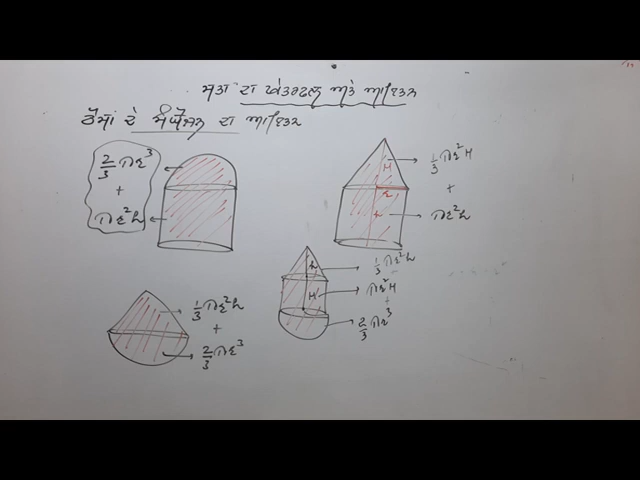 ਸਤਾ ਦਾ ਖੇਤਰਫਲ ਅਤੇ ਆਇਤਨ
ਠੋਸਾਂ ਦੇ ਸੰਯੋਜਨ ਦਾ ਆਇਤਨ
2/3 πr³
+
πr²h
1/3 πr²H
+
πr²h
H
r
h
1/3 πr²h
+
2/3 πr³
1/3 πr²h
πr²H
+
2/3 πr³
h
H